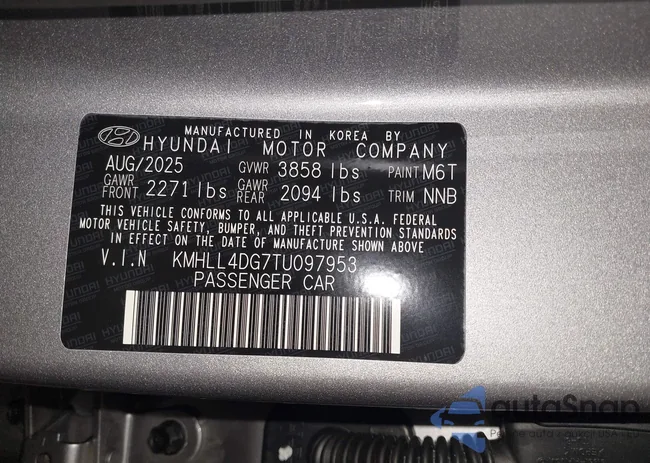 MANUFACTURED IN KOREA BY
HYUNDAI MOTOR COMPANY
AUG/2025 GVWR 3858 lbs PAINT M6T
GAWR FRONT 2271 lbs GAWR REAR 2094 lbs TRIM NNB
THIS VEHICLE CONFORMS TO ALL APPLICABLE U.S.A. FEDERAL
MOTOR VEHICLE SAFETY, BUMPER, AND THEFT PREVENTION STANDARDS
IN EFFECT ON THE DATE OF MANUFACTURE SHOWN ABOVE
V.I.N KMHLL4DG7TU097953
PASSENGER CAR
autoSnap